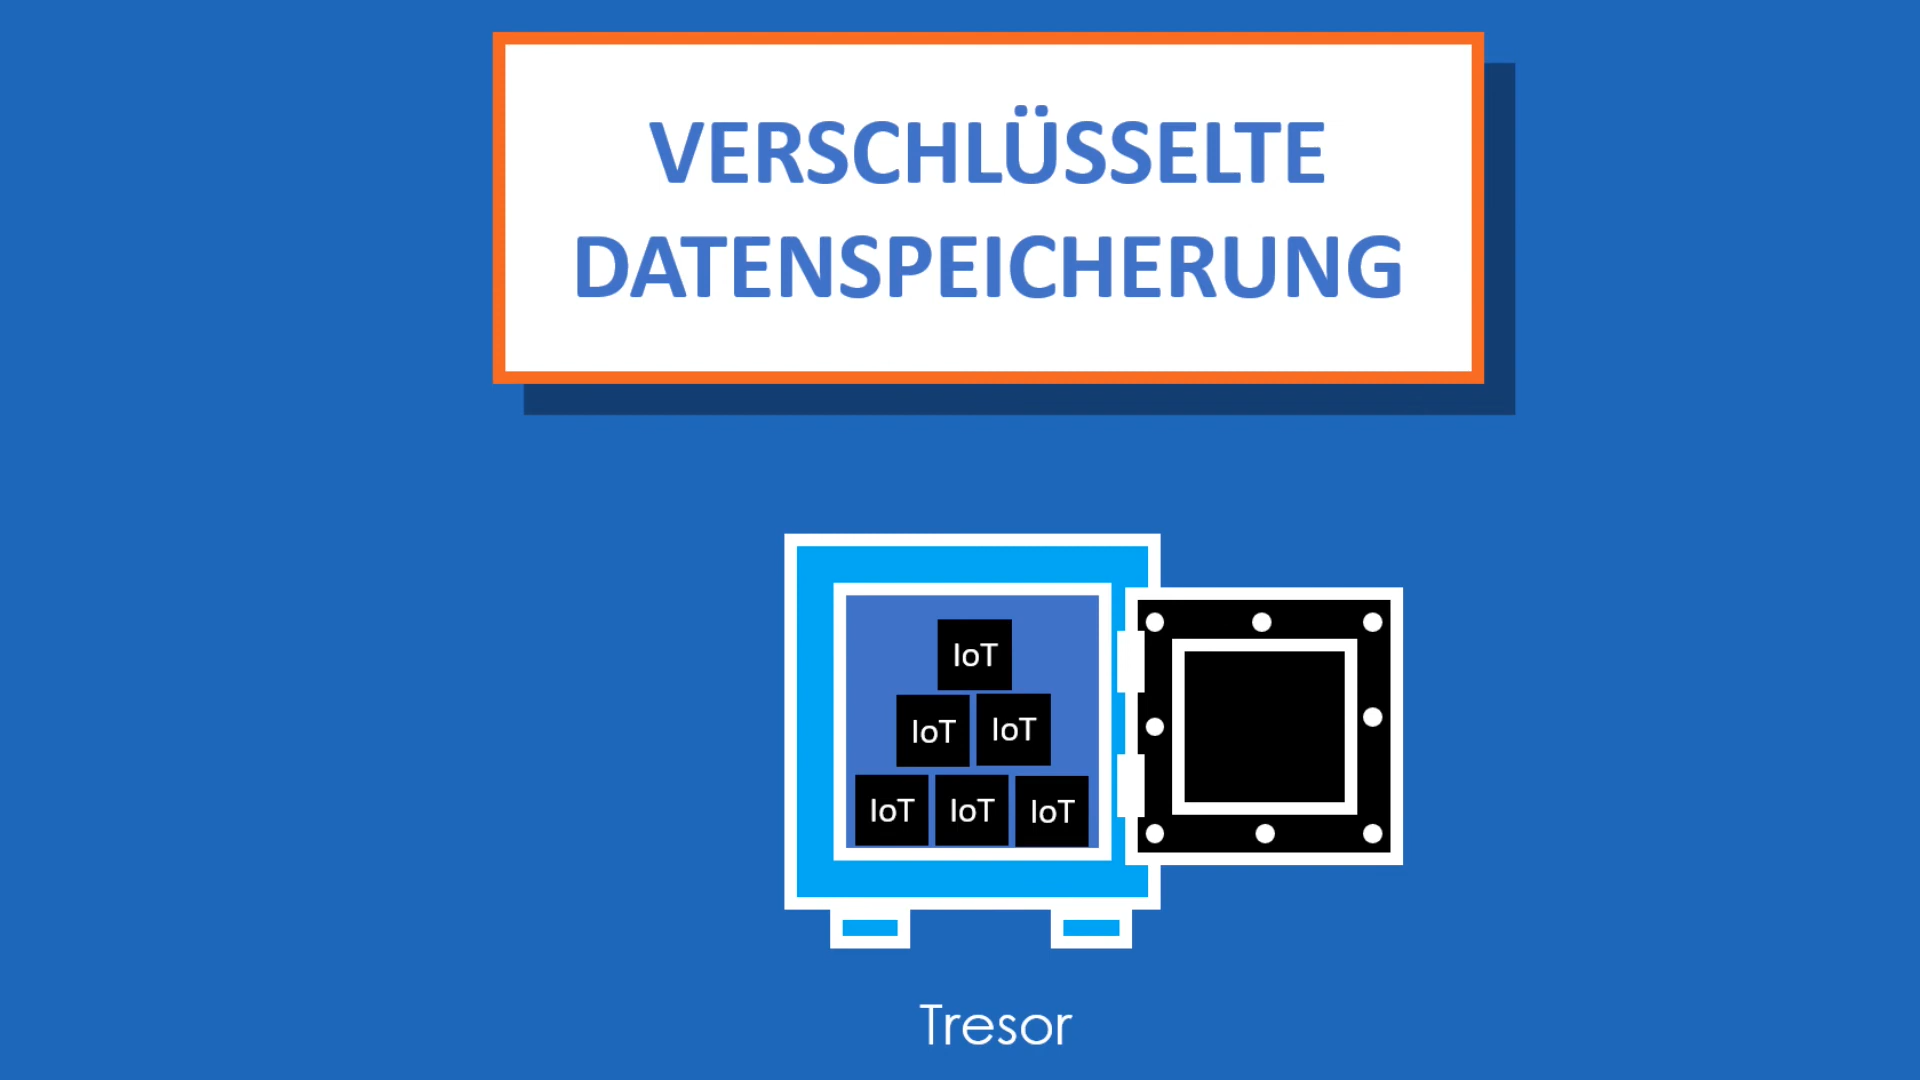 VERSCHLÜSSELTE
DATENSPEICHERUNG
IoT
IoT IoT
IoT IoT IoT
Tresor